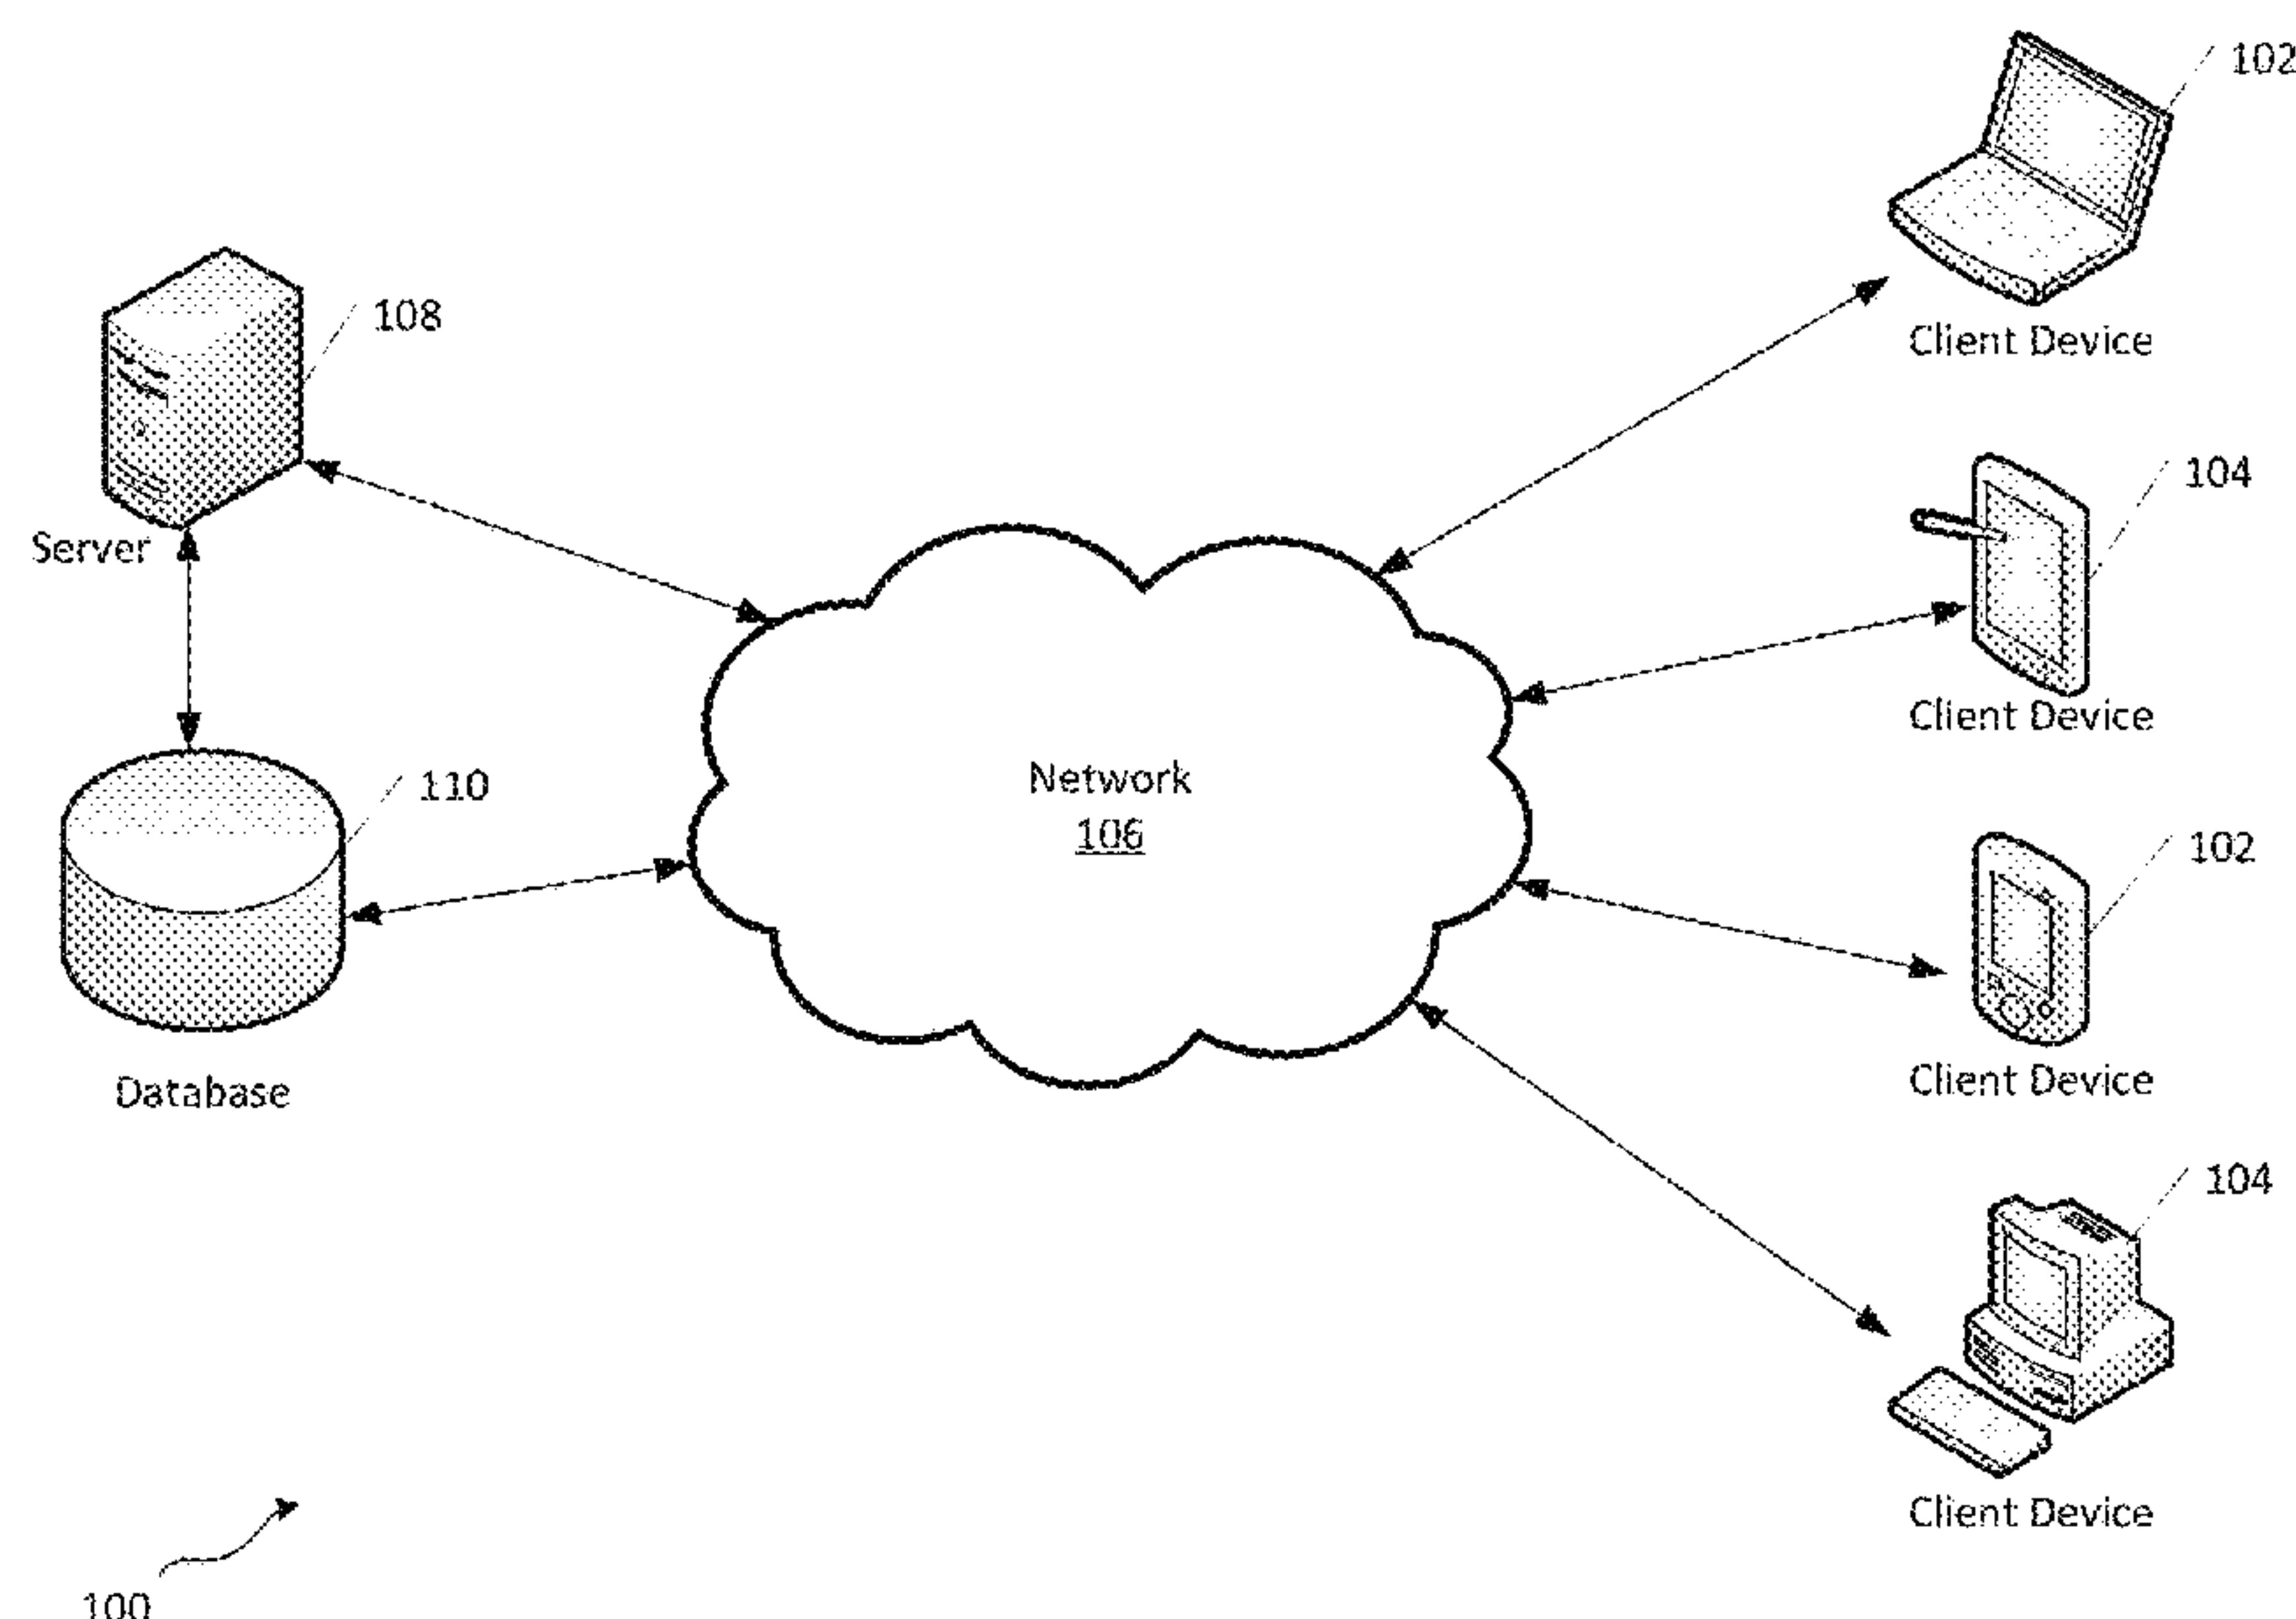 102
Client Device
108
Server
104
Client Device
110
Network
106
102
Client Device
Database
104
Client Device
100